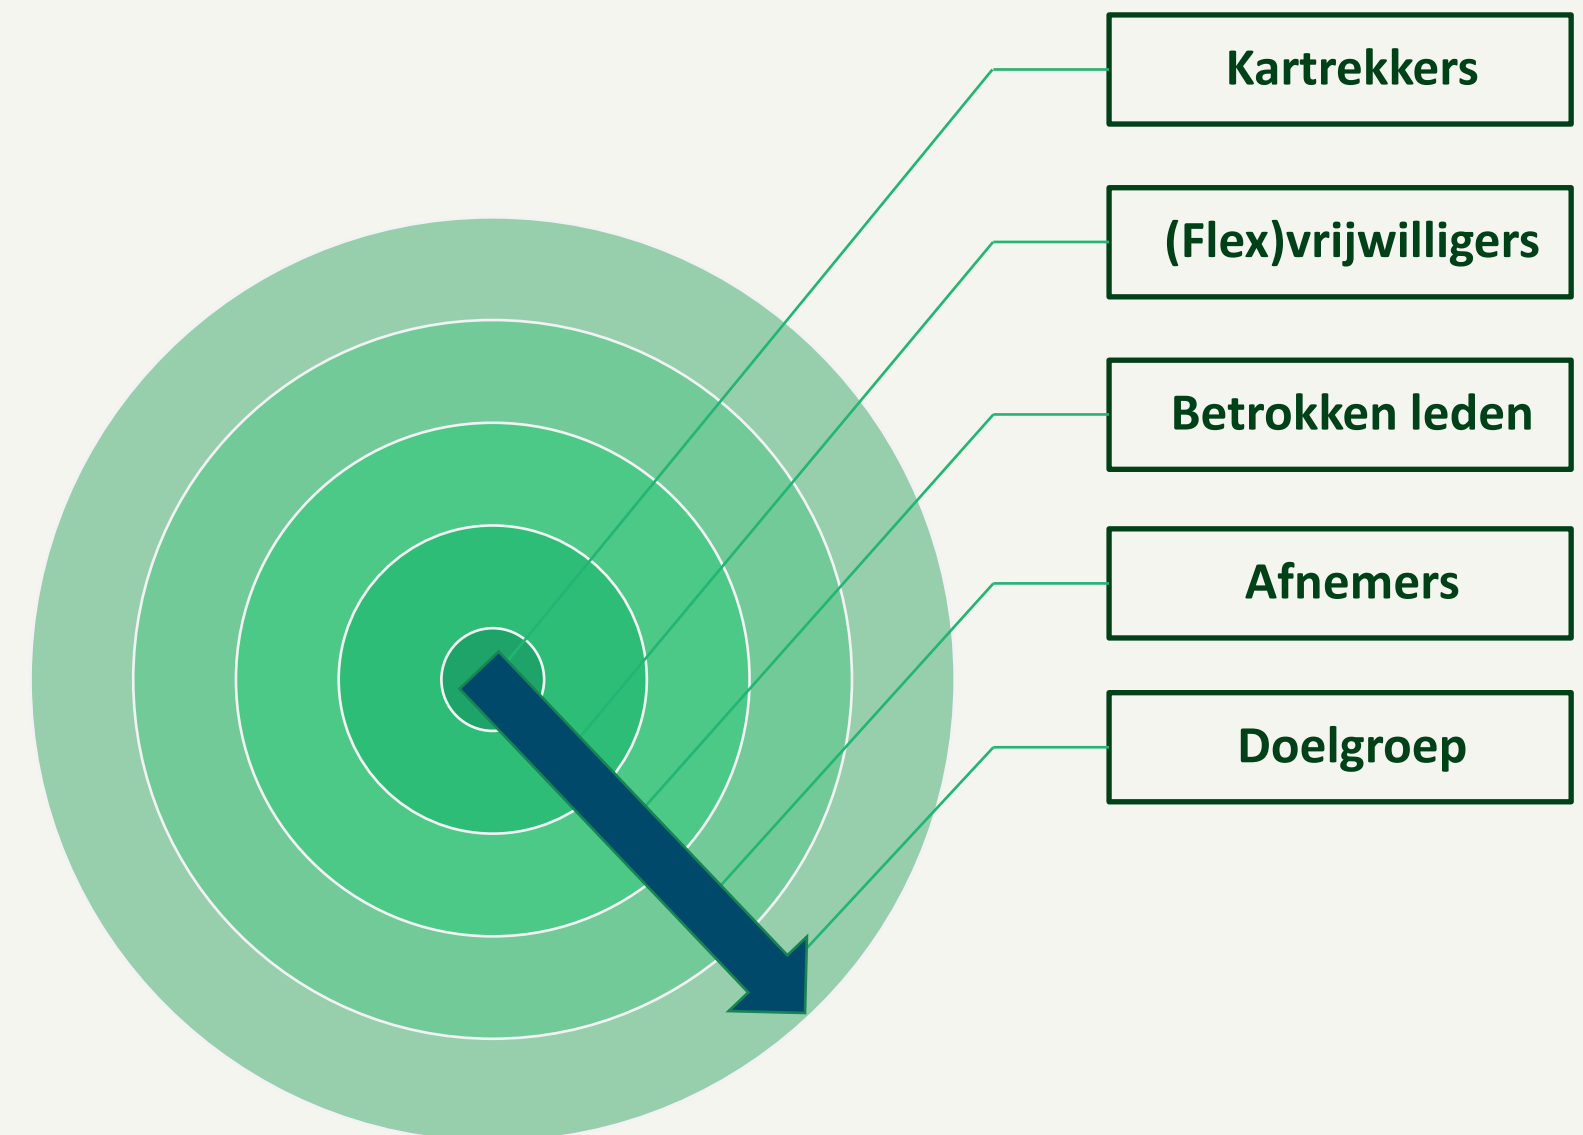 Kartrekkers
(Flex)vrijwilligers
Betrokken leden
Afnemers
Doelgroep